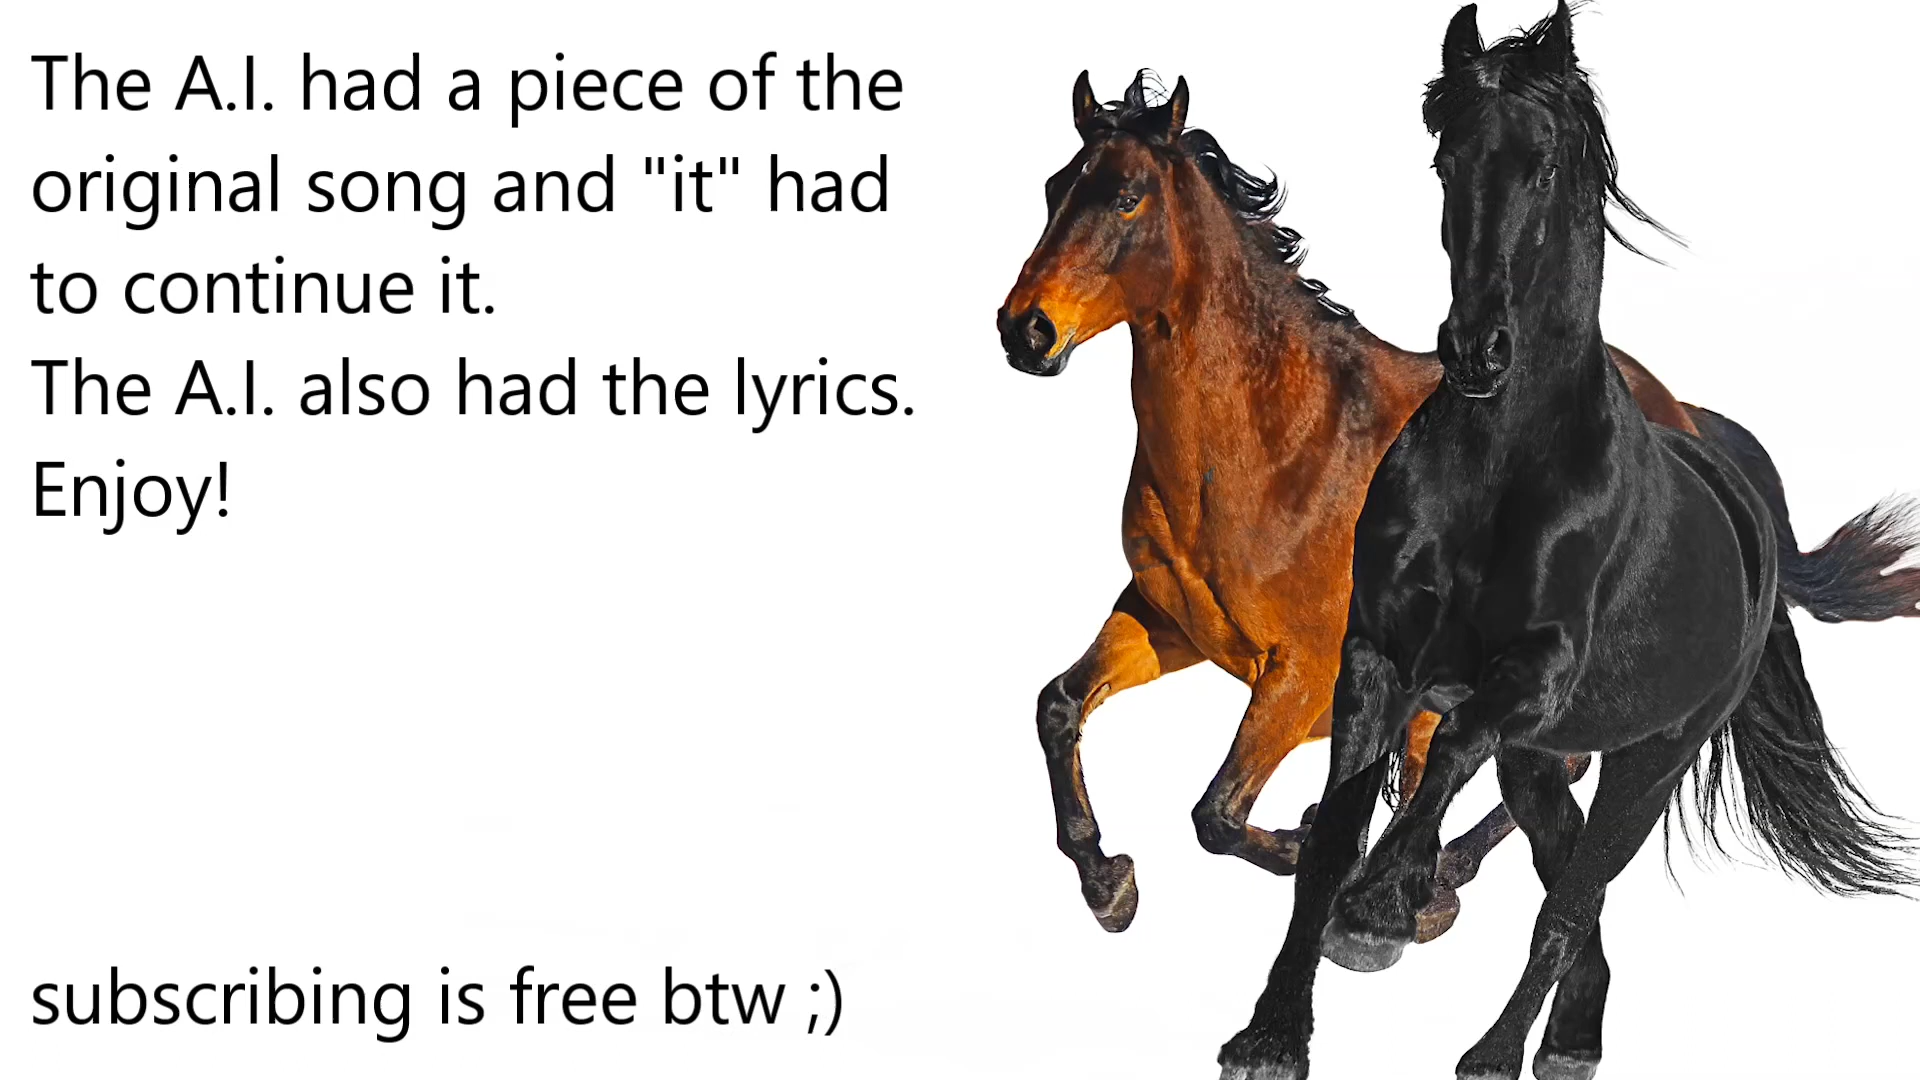 The A.I. had a piece of the
original song and "it" had
to continue it.
The A.I. also had the lyrics.
Enjoy!
subscribing is free btw ;)